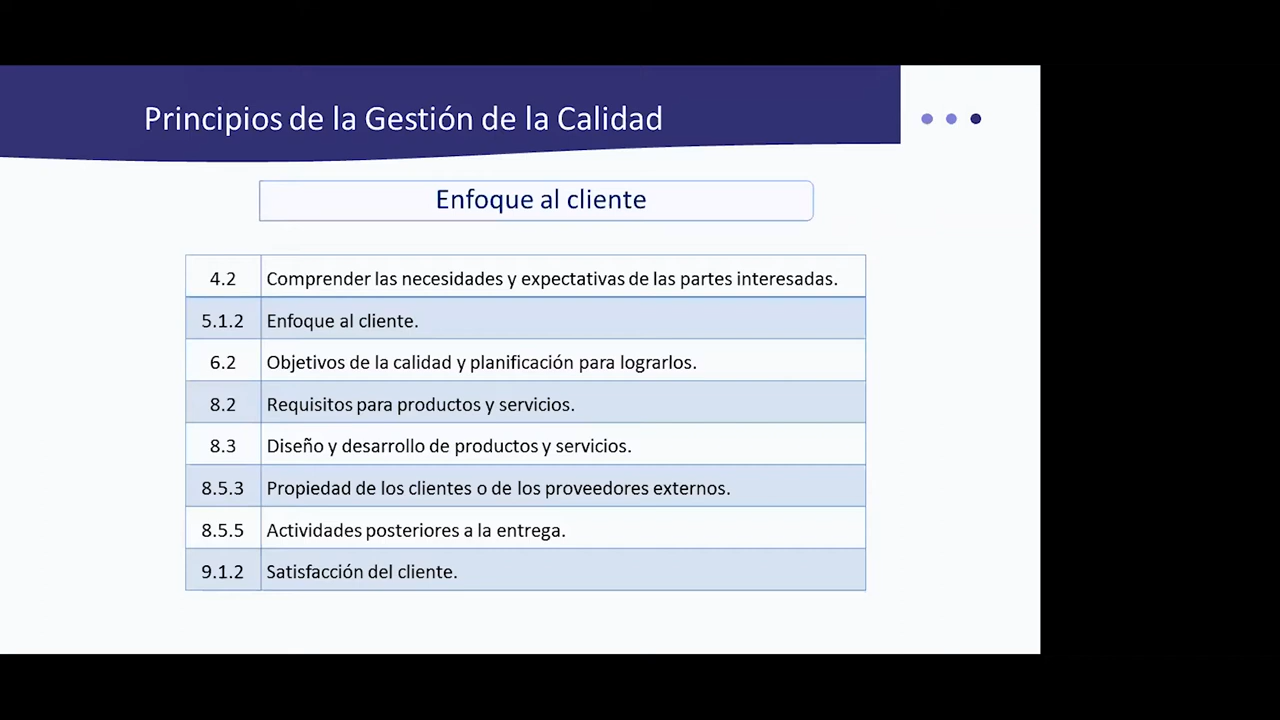 Principios de la Gestión de la Calidad
Enfoque al cliente
4.2 Comprender las necesidades y expectativas de las partes interesadas.
5.1.2 Enfoque al cliente.
6.2 Objetivos de la calidad y planificación para lograrlos.
8.2 Requisitos para productos y servicios.
8.3 Diseño y desarrollo de productos y servicios.
8.5.3 Propiedad de los clientes o de los proveedores externos.
8.5.5 Actividades posteriores a la entrega.
9.1.2 Satisfacción del cliente.